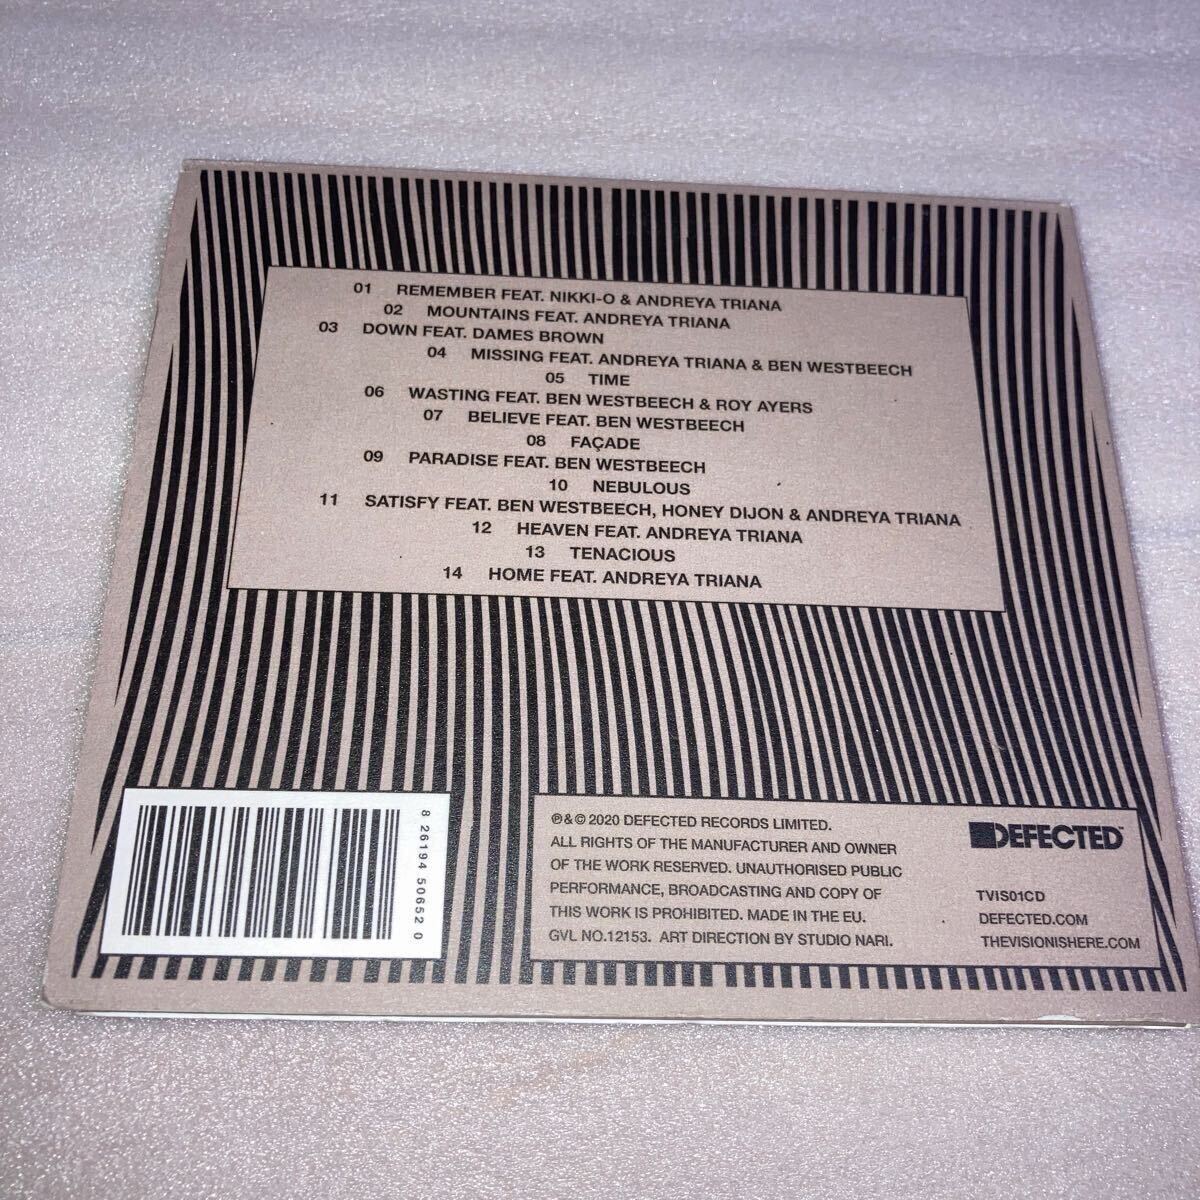 01 REMEMBER FEAT. NIKKI-O & ANDREYA TRIANA
02 MOUNTAINS FEAT. ANDREYA TRIANA
03 DOWN FEAT. DAMES BROWN
04 MISSING FEAT. ANDREYA TRIANA & BEN WESTBEECH
05 TIME
06 WASTING FEAT. BEN WESTBEECH & ROY AYERS
07 BELIEVE FEAT. BEN WESTBEECH
08 FAÇADE
09 PARADISE FEAT. BEN WESTBEECH
10 NEBULOUS
11 SATISFY FEAT. BEN WESTBEECH, HONEY DIJON & ANDREYA TRIANA
12 HEAVEN FEAT. ANDREYA TRIANA
13 TENACIOUS
14 HOME FEAT. ANDREYA TRIANA
8 26194 50652 0
℗&© 2020 DEFECTED RECORDS LIMITED.
ALL RIGHTS OF THE MANUFACTURER AND OWNER
OF THE WORK RESERVED. UNAUTHORISED PUBLIC
PERFORMANCE, BROADCASTING AND COPY OF
THIS WORK IS PROHIBITED. MADE IN THE EU.
GVL NO.12153. ART DIRECTION BY STUDIO NARI.
DEFECTED™
TVIS01CD
DEFECTED.COM
THEVISIONISHERE.COM